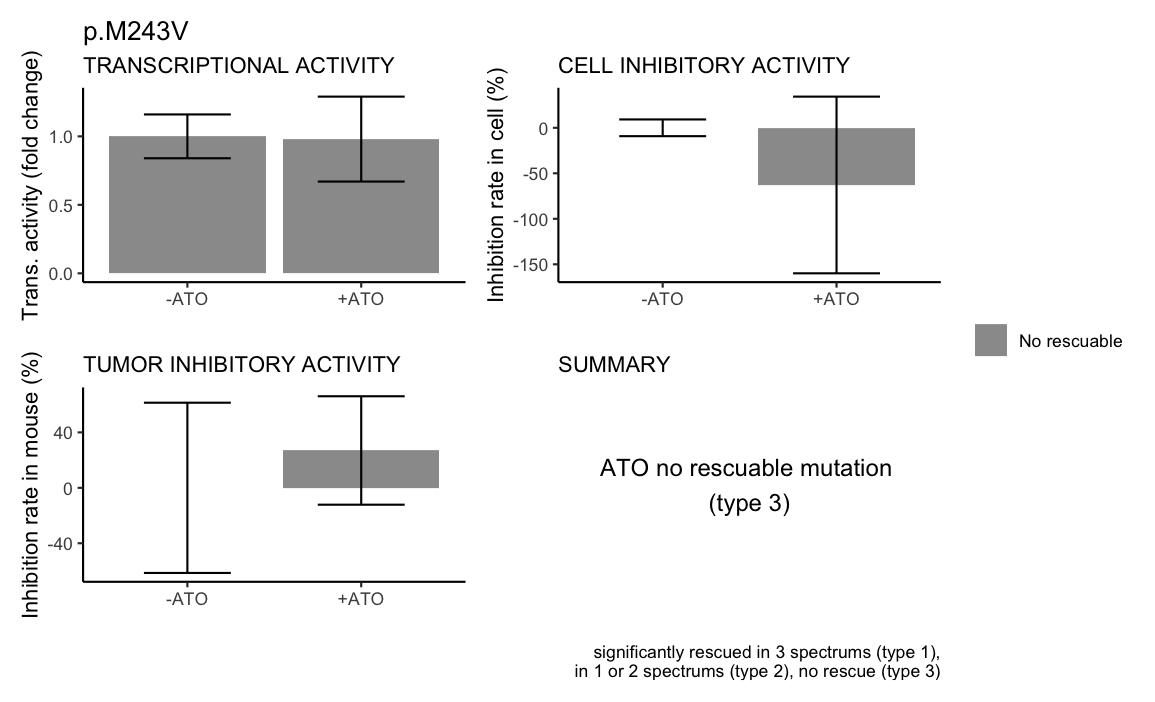 p.M243V
TRANSCRIPTIONAL ACTIVITY
Trans. activity (fold change)
1.0
0.5
0.0
-ATO
+ATO
CELL INHIBITORY ACTIVITY
Inhibition rate in cell (%)
0
-50
-100
-150
-ATO
+ATO
No rescuable
TUMOR INHIBITORY ACTIVITY
Inhibition rate in mouse (%)
40
0
-40
-ATO
+ATO
SUMMARY
ATO no rescuable mutation
(type 3)
significantly rescued in 3 spectrums (type 1),
in 1 or 2 spectrums (type 2), no rescue (type 3)